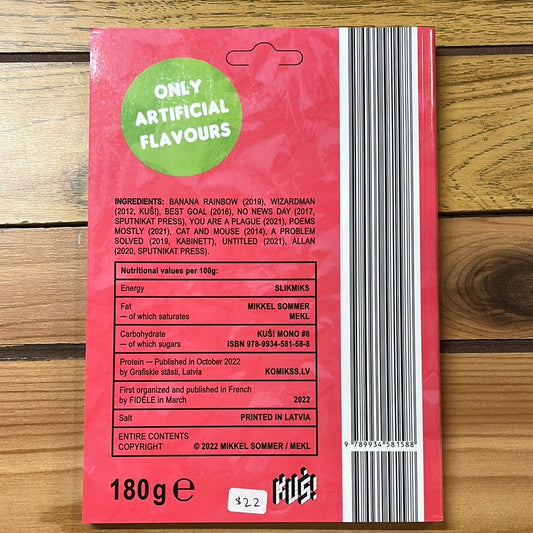 ONLY
ARTIFICIAL
FLAVOURS
INGREDIENTS: BANANA RAINBOW (2019), WIZARDMAN
(2012, KUŠ!), BEST GOAL (2016), NO NEWS DAY (2017,
SPUTNIKAT PRESS), YOU ARE A PLAGUE (2021), POEMS
MOSTLY (2021), CAT AND MOUSE (2014), A PROBLEM
SOLVED (2019, KABINETT), UNTITLED (2021), ALLAN
(2020, SPUTNIKAT PRESS).
Nutritional values per 100g:
Energy SLIKMIKS
Fat MIKKEL SOMMER
— of which saturates MEKL
Carbohydrate KUŠ! MONO #8
— of which sugars ISBN 978-9934-581-58-8
Protein — Published in October 2022
by Grafiskie stāsti, Latvia KOMIKSS.LV
First organized and published in French
by FIDÈLE in March 2022
Salt PRINTED IN LATVIA
ENTIRE CONTENTS
COPYRIGHT © 2022 MIKKEL SOMMER / MEKL
180g ℮
$22
KUŠ!
9 789934 581588